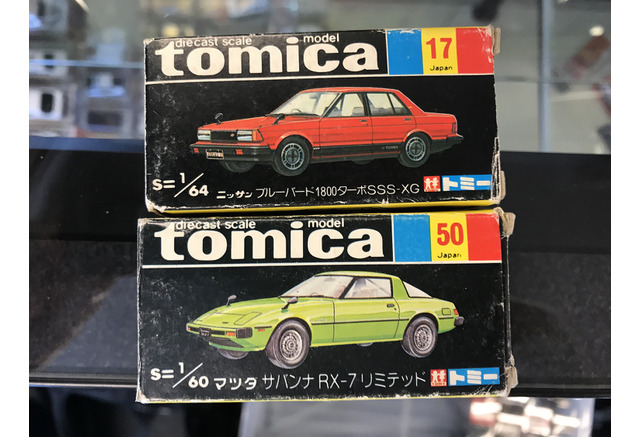 diecast scale model
tomica
17
Japan
S=1/64 ニッサン ブルーバード1800ターボSSS-XG
トミー
diecast scale model
tomica
50
Japan
S=1/60 マツダ サバンナ RX-7 リミテッド
トミー